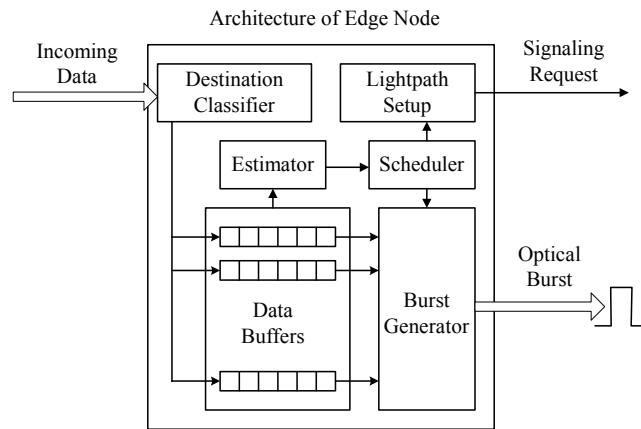 Architecture of Edge Node
Incoming
Data
Destination
Classifier
Lightpath
Setup
Signaling
Request
Estimator
Scheduler
Data
Buffers
Burst
Generator
Optical
Burst